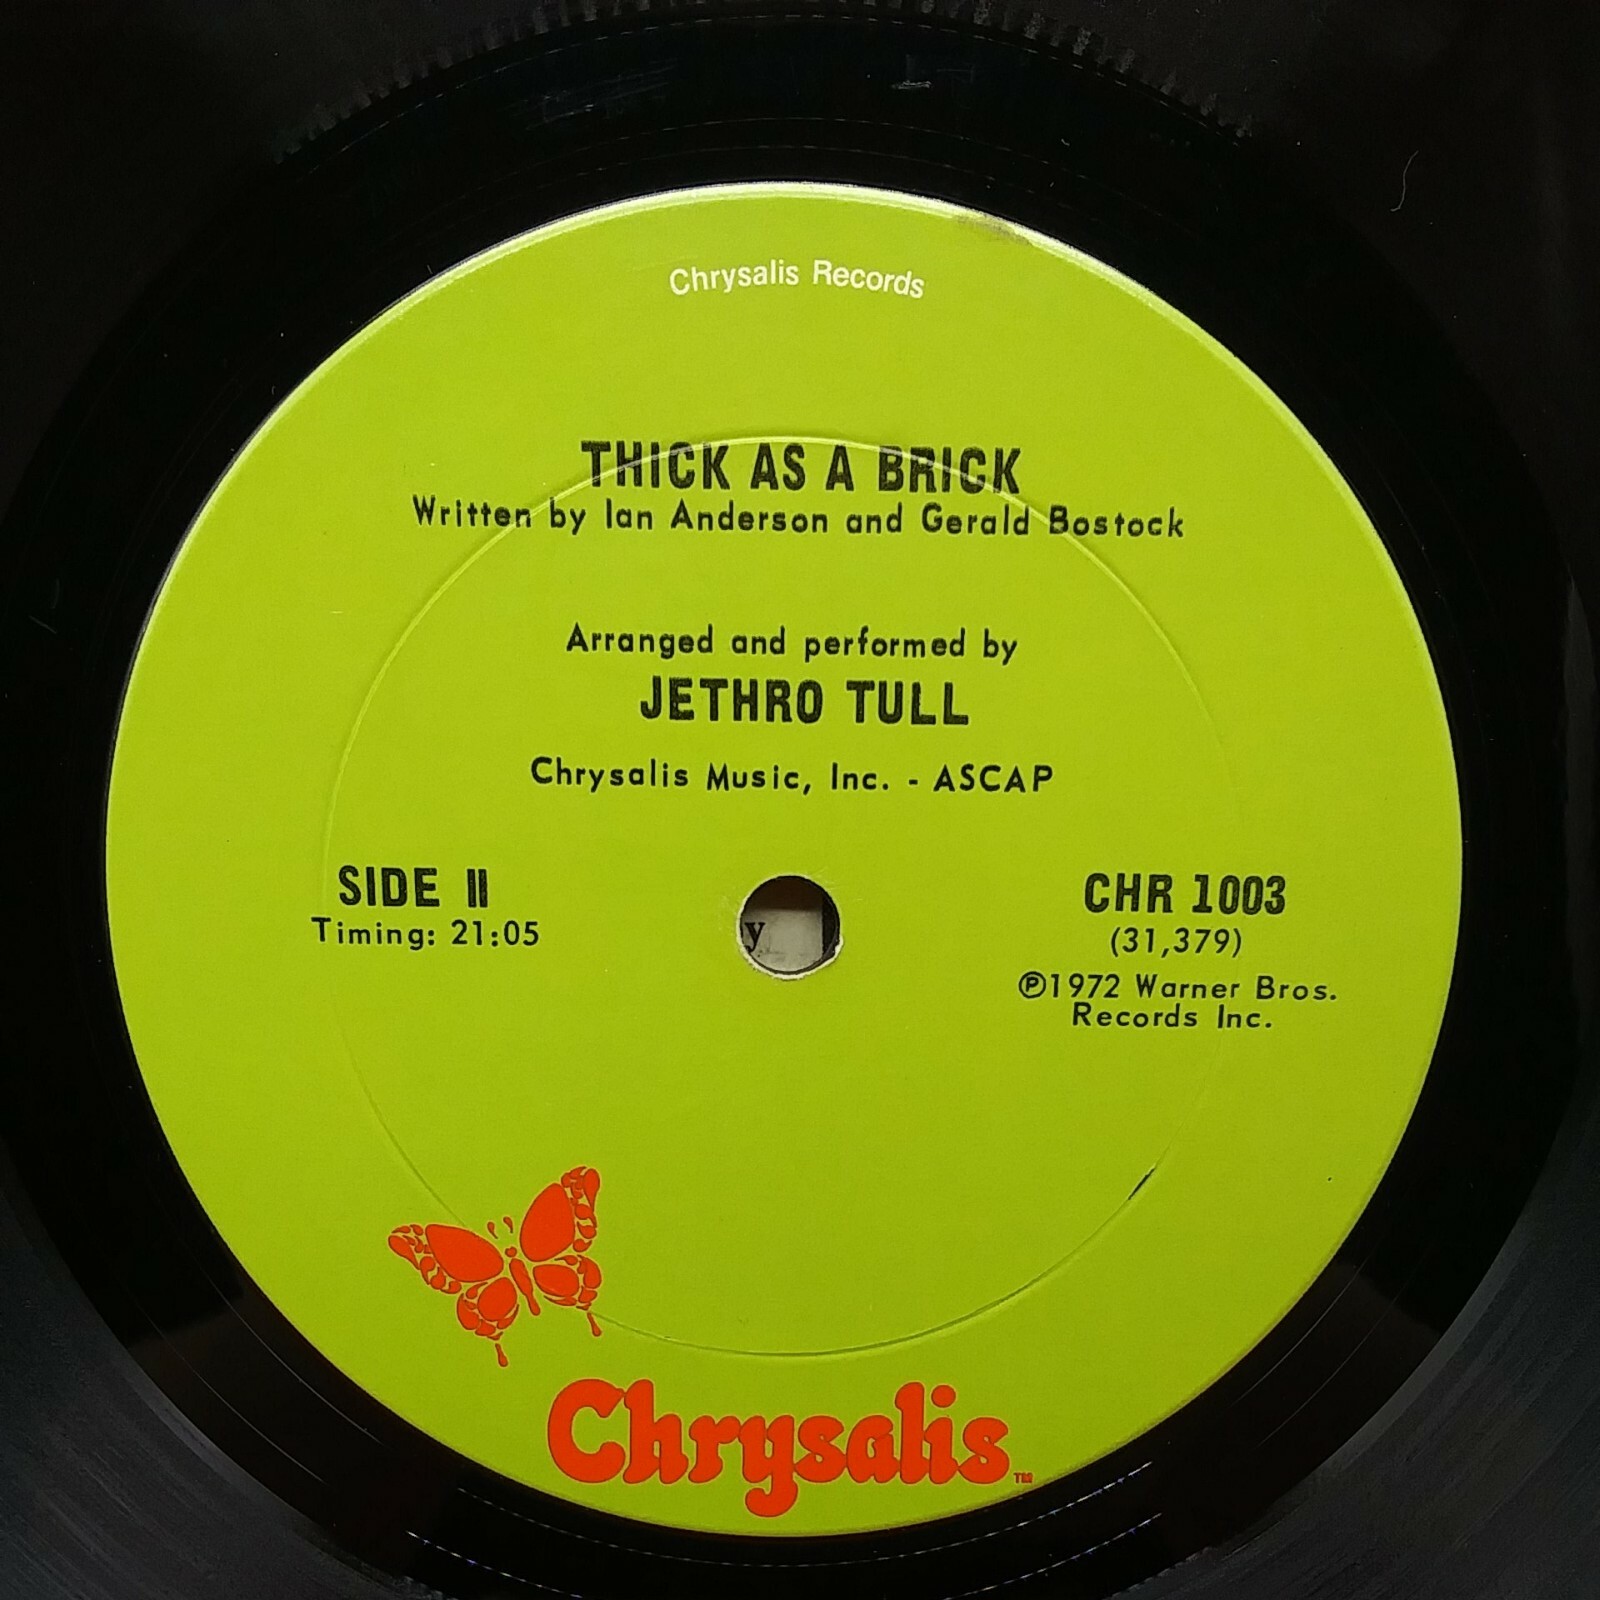 Chrysalis Records
THICK AS A BRICK
Written by Ian Anderson and Gerald Bostock
Arranged and performed by
JETHRO TULL
Chrysalis Music, Inc. - ASCAP
SIDE II
Timing: 21:05
y
CHR 1003
(31,379)
℗1972 Warner Bros.
Records Inc.
Chrysalis™